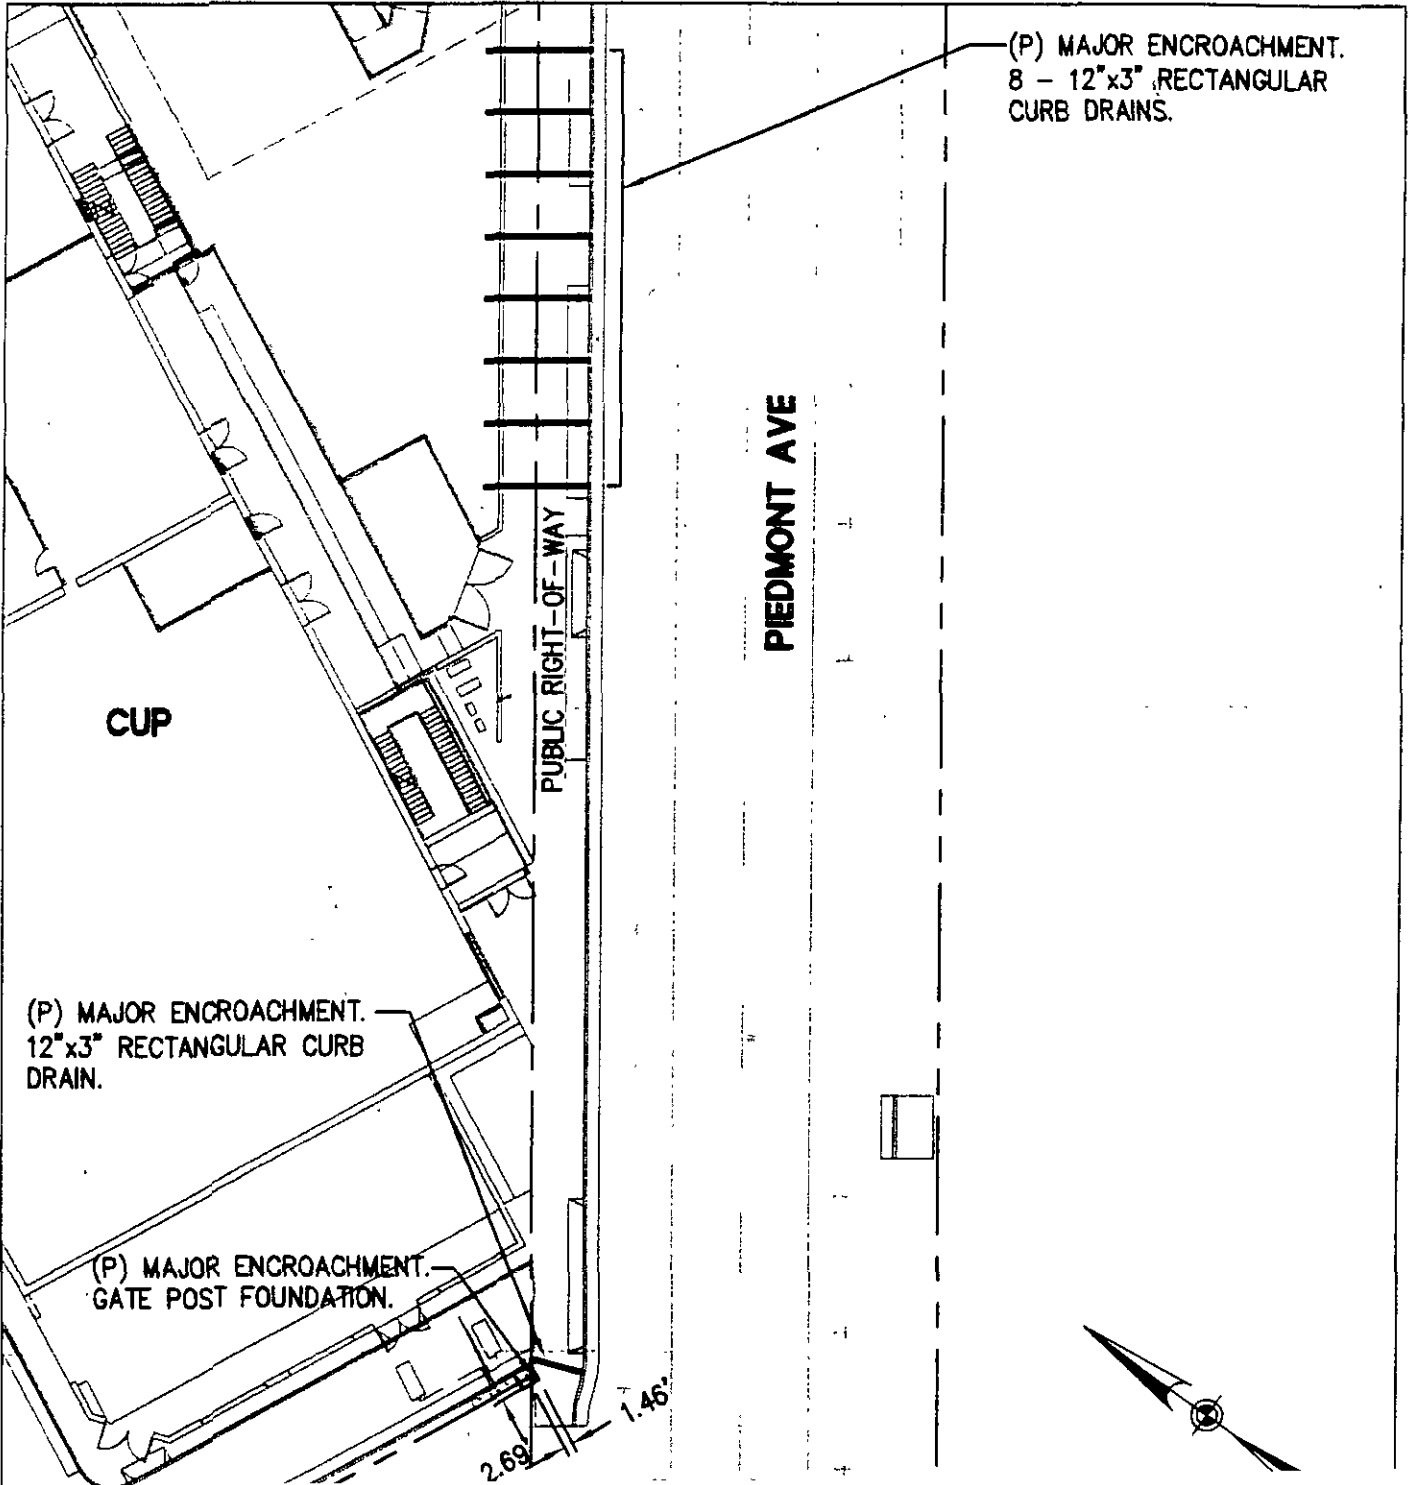 (P) MAJOR ENCROACHMENT.
8 - 12"x3" RECTANGULAR
CURB DRAINS.
PIEDMONT AVE
PUBLIC RIGHT-OF-WAY
CUP
(P) MAJOR ENCROACHMENT.
12"x3" RECTANGULAR CURB
DRAIN.
(P) MAJOR ENCROACHMENT.
GATE POST FOUNDATION.
1.46'
2.69